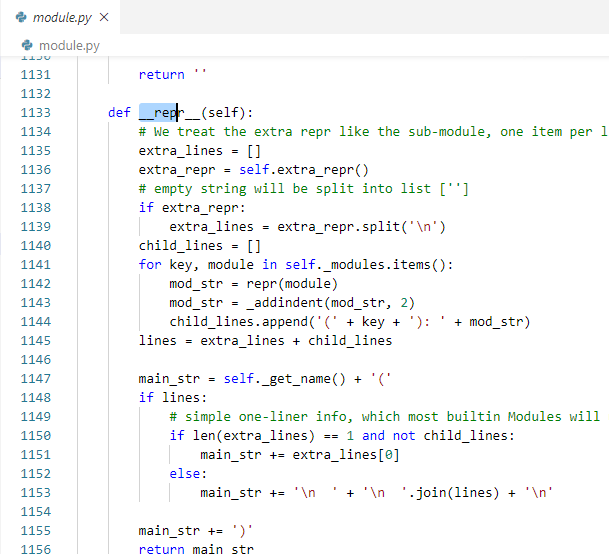 module.py ×
module.py
1130
1131 return ''
1132
1133 def __repr__(self):
1134 # We treat the extra repr like the sub-module, one item per l
1135 extra_lines = []
1136 extra_repr = self.extra_repr()
1137 # empty string will be split into list ['']
1138 if extra_repr:
1139 extra_lines = extra_repr.split('\n')
1140 child_lines = []
1141 for key, module in self._modules.items():
1142 mod_str = repr(module)
1143 mod_str = _addindent(mod_str, 2)
1144 child_lines.append('(' + key + '): ' + mod_str)
1145 lines = extra_lines + child_lines
1146
1147 main_str = self._get_name() + '('
1148 if lines:
1149 # simple one-liner info, which most builtin Modules will
1150 if len(extra_lines) == 1 and not child_lines:
1151 main_str += extra_lines[0]
1152 else:
1153 main_str += '\n  ' + '\n  '.join(lines) + '\n'
1154
1155 main_str += ')'
1156 return main_str